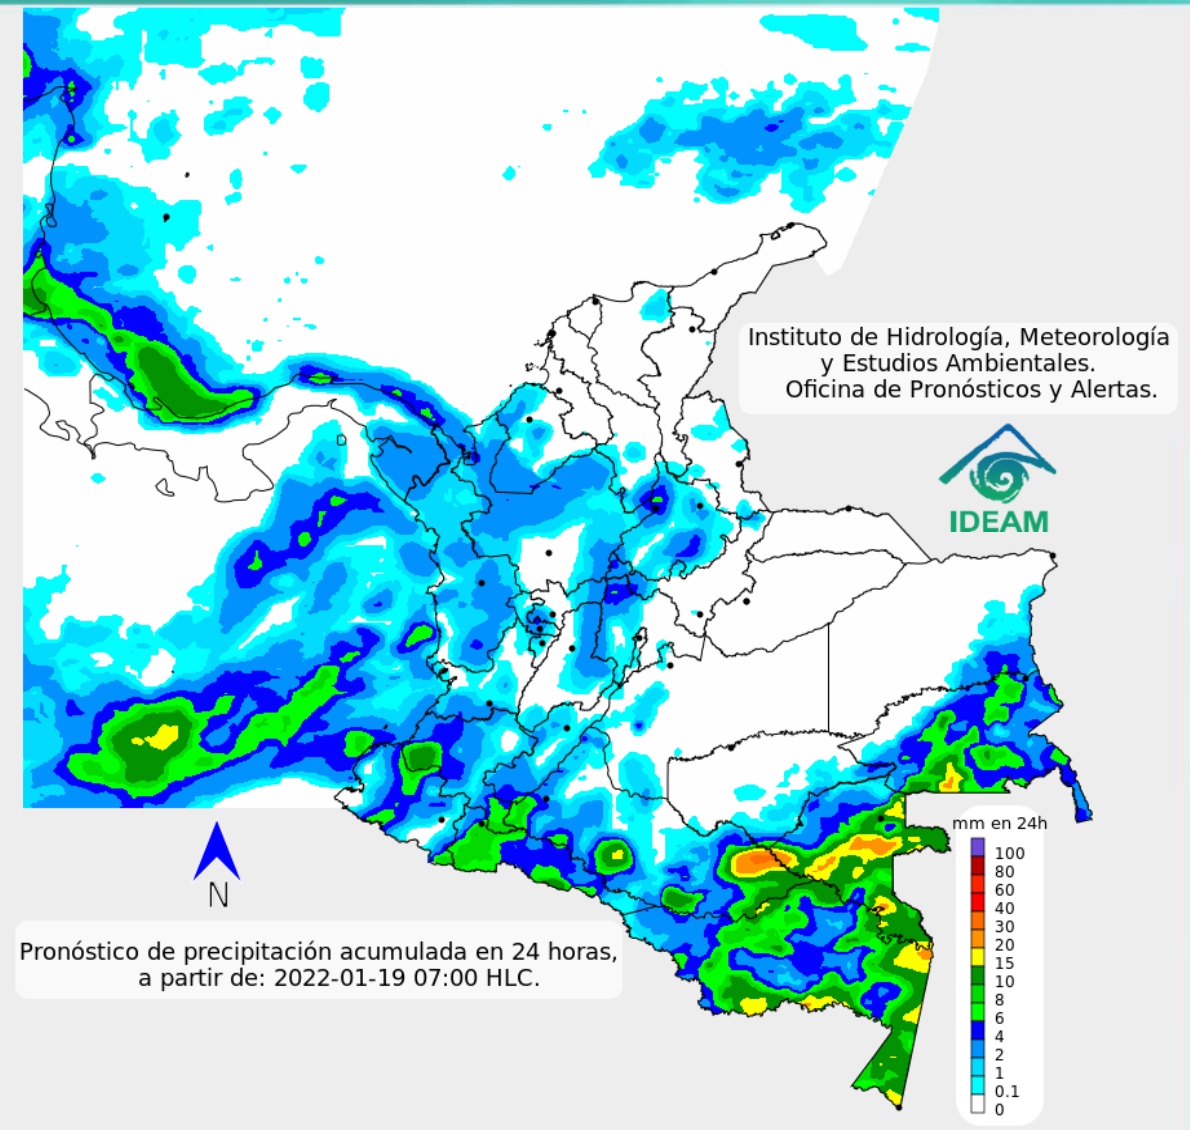 Instituto de Hidrología, Meteorología
y Estudios Ambientales.
Oficina de Pronósticos y Alertas.
IDEAM
mm en 24h
100
80
60
40
30
20
15
10
8
6
4
2
1
0.1
0
N
Pronóstico de precipitación acumulada en 24 horas,
a partir de: 2022-01-19 07:00 HLC.